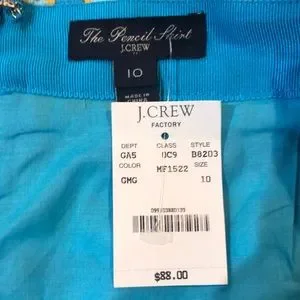 The Pencil Skirt
J.CREW
10
MADE IN
CHINA
J.CREW
FACTORY
DEPT CLASS STYLE
GA5 0C9 B8203
COLOR MF1522 SIZE
GMG 10
$88.00